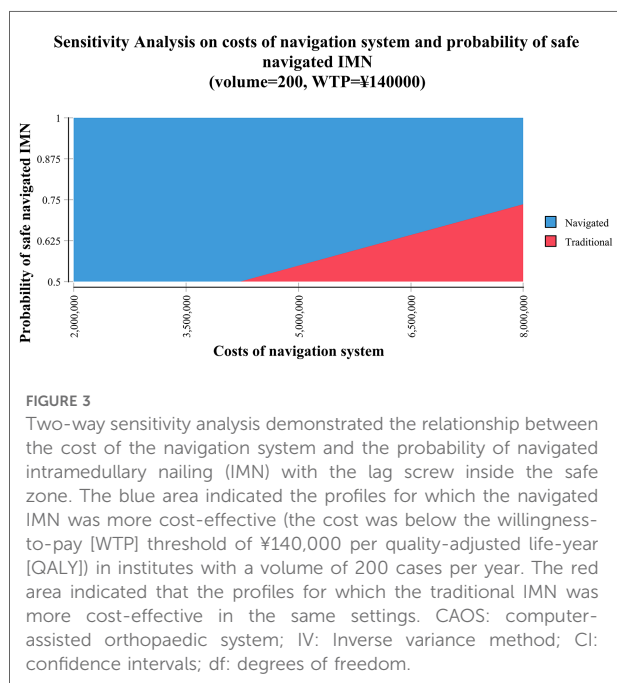 Sensitivity Analysis on costs of navigation system and probability of safe
navigated IMN
(volume=200, WTP=¥140000)
Probability of safe navigated IMN
1
0.875
0.75
0.625
0.5
2,000,000
3,500,000
5,000,000
6,500,000
8,000,000
Costs of navigation system
Navigated
Traditional
FIGURE 3
Two-way sensitivity analysis demonstrated the relationship between
the cost of the navigation system and the probability of navigated
intramedullary nailing (IMN) with the lag screw inside the safe
zone. The blue area indicated the profiles for which the navigated
IMN was more cost-effective (the cost was below the willingness-
to-pay [WTP] threshold of ¥140,000 per quality-adjusted life-year
[QALY]) in institutes with a volume of 200 cases per year. The red
area indicated that the profiles for which the traditional IMN was
more cost-effective in the same settings. CAOS: computer-
assisted orthopaedic system; IV: Inverse variance method; CI:
confidence intervals; df: degrees of freedom.